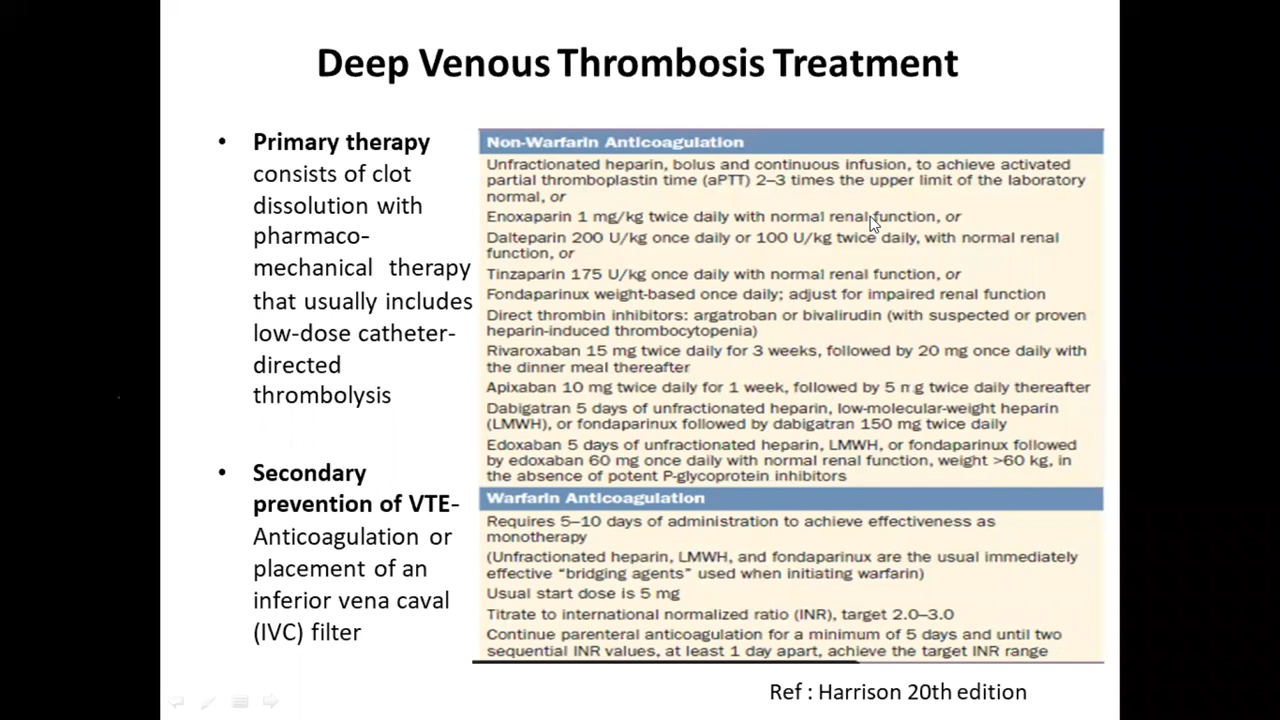 Deep Venous Thrombosis Treatment
• Primary therapy
consists of clot
dissolution with
pharmaco-
mechanical therapy
that usually includes
low-dose catheter-
directed
thrombolysis
• Secondary
prevention of VTE-
Anticoagulation or
placement of an
inferior vena caval
(IVC) filter
Non-Warfarin Anticoagulation
Unfractionated heparin, bolus and continuous infusion, to achieve activated
partial thromboplastin time (aPTT) 2–3 times the upper limit of the laboratory
normal, or
Enoxaparin 1 mg/kg twice daily with normal renal function, or
Dalteparin 200 U/kg once daily or 100 U/kg twice daily, with normal renal
function, or
Tinzaparin 175 U/kg once daily with normal renal function, or
Fondaparinux weight-based once daily; adjust for impaired renal function
Direct thrombin inhibitors: argatroban or bivalirudin (with suspected or proven
heparin-induced thrombocytopenia)
Rivaroxaban 15 mg twice daily for 3 weeks, followed by 20 mg once daily with
the dinner meal thereafter
Apixaban 10 mg twice daily for 1 week, followed by 5 mg twice daily thereafter
Dabigatran 5 days of unfractionated heparin, low-molecular-weight heparin
(LMWH), or fondaparinux followed by dabigatran 150 mg twice daily
Edoxaban 5 days of unfractionated heparin, LMWH, or fondaparinux followed
by edoxaban 60 mg once daily with normal renal function, weight >60 kg, in
the absence of potent P-glycoprotein inhibitors
Warfarin Anticoagulation
Requires 5–10 days of administration to achieve effectiveness as
monotherapy
(Unfractionated heparin, LMWH, and fondaparinux are the usual immediately
effective “bridging agents” used when initiating warfarin)
Usual start dose is 5 mg
Titrate to international normalized ratio (INR), target 2.0–3.0
Continue parenteral anticoagulation for a minimum of 5 days and until two
sequential INR values, at least 1 day apart, achieve the target INR range
Ref : Harrison 20th edition